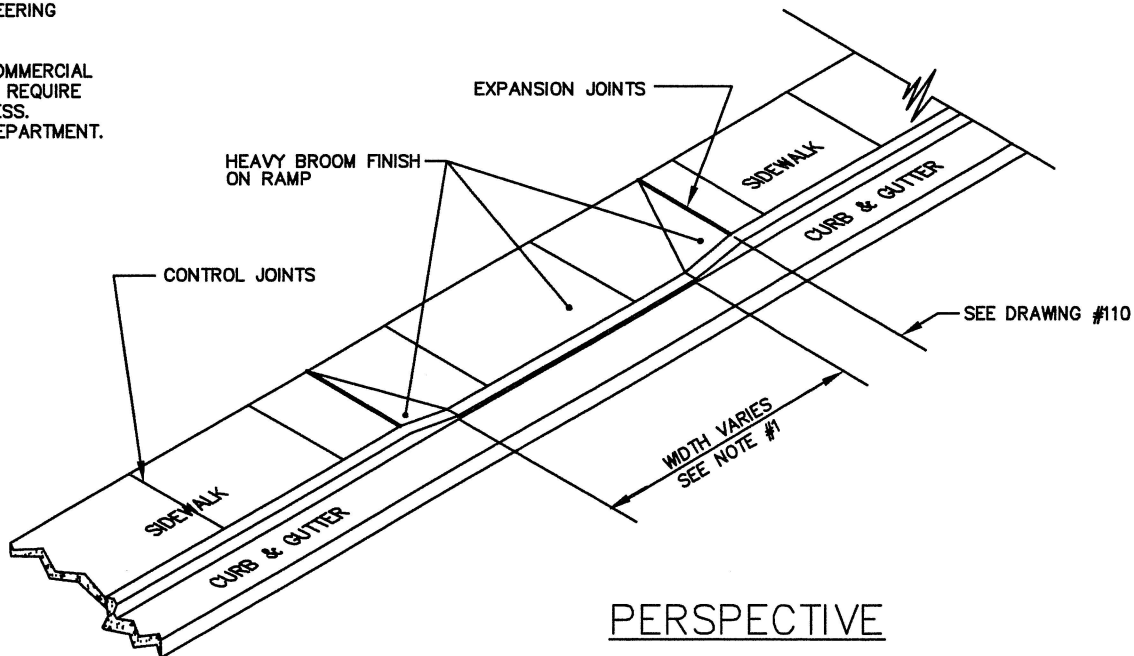 EERING
OMMERCIAL
REQUIRE
ESS.
EPARTMENT.
EXPANSION JOINTS
HEAVY BROOM FINISH
ON RAMP
SIDEWALK
CURB & GUTTER
CONTROL JOINTS
SEE DRAWING #110
WIDTH VARIES
SEE NOTE #1
SIDEWALK
CURB & GUTTER
PERSPECTIVE